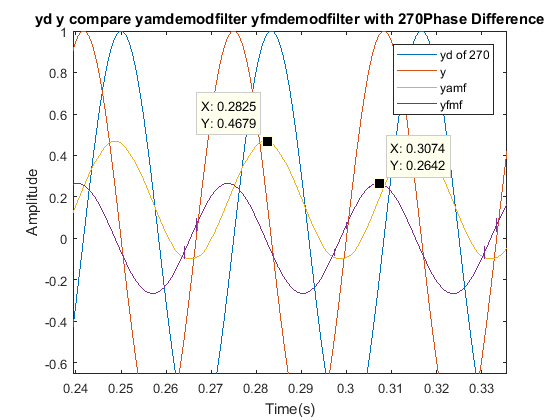 yd y compare yamdemodfilter yfmdemodfilter with 270Phase Difference
yd of 270
y
yamf
yfmf
X: 0.2825
Y: 0.4679
X: 0.3074
Y: 0.2642
Amplitude
1
0.8
0.6
0.4
0.2
0
-0.2
-0.4
-0.6
0.24
0.25
0.26
0.27
0.28
0.29
0.3
0.31
0.32
0.33
Time(s)